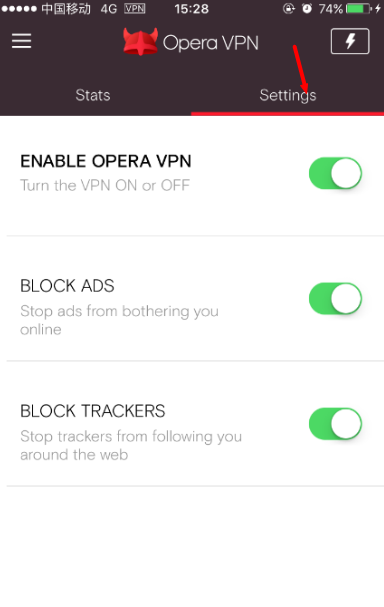 中国移动 4G VPN 15:28 74%
Opera VPN
Stats Settings
ENABLE OPERA VPN
Turn the VPN ON or OFF
BLOCK ADS
Stop ads from bothering you
online
BLOCK TRACKERS
Stop trackers from following you
around the web